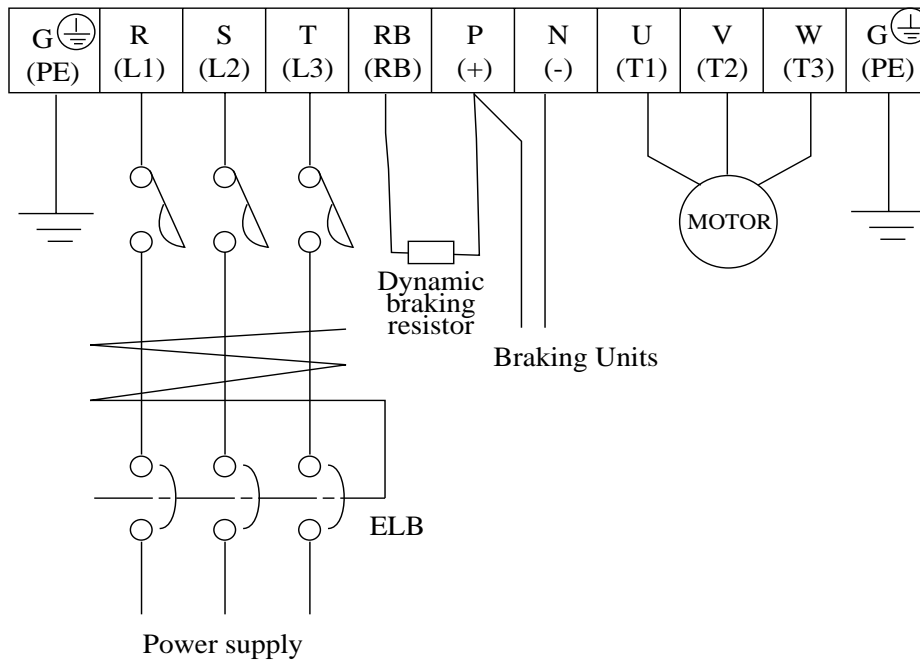 G R S T RB P N U V W G
(PE) (L1) (L2) (L3) (RB) (+) (-) (T1) (T2) (T3) (PE)
MOTOR
Dynamic
braking
resistor
Braking Units
ELB
Power supply